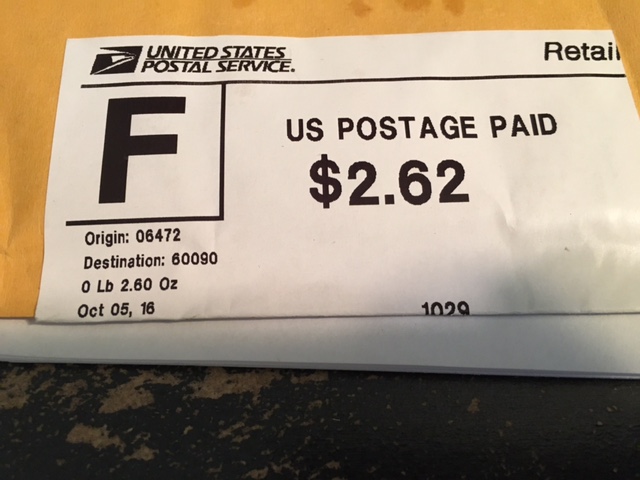 UNITED STATES
POSTAL SERVICE.
Retail
F
US POSTAGE PAID
$2.62
Origin: 06472
Destination: 60090
0 Lb 2.60 Oz
Oct 05, 16
1029